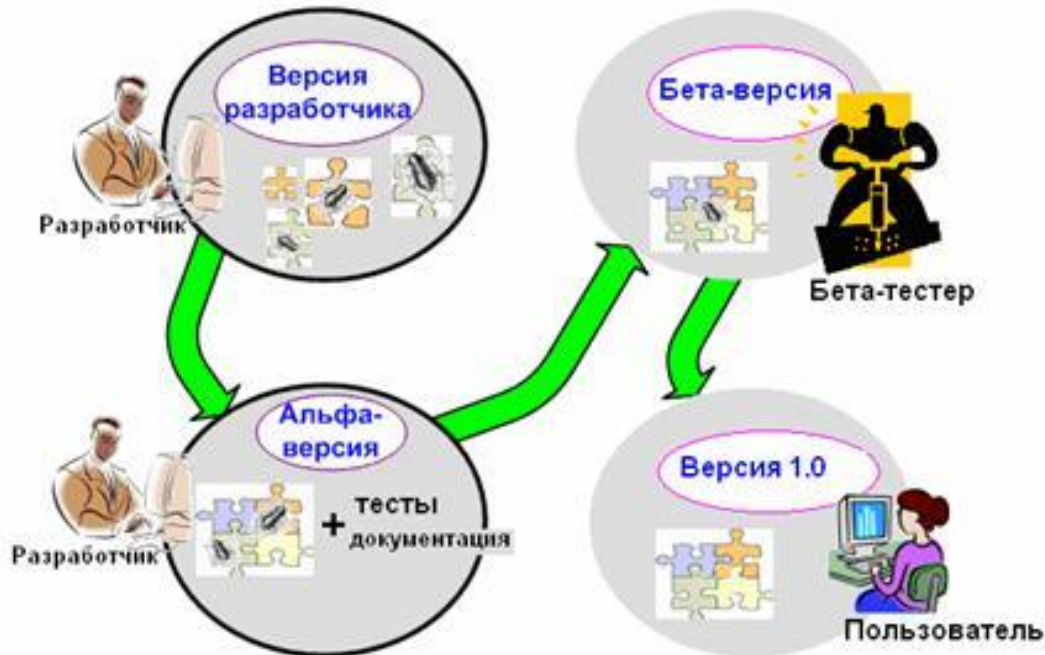 Версия
разработчика
Разработчик
Альфа-
версия
+ тесты
документация
Разработчик
Бета-версия
Бета-тестер
Версия 1.0
Пользователь